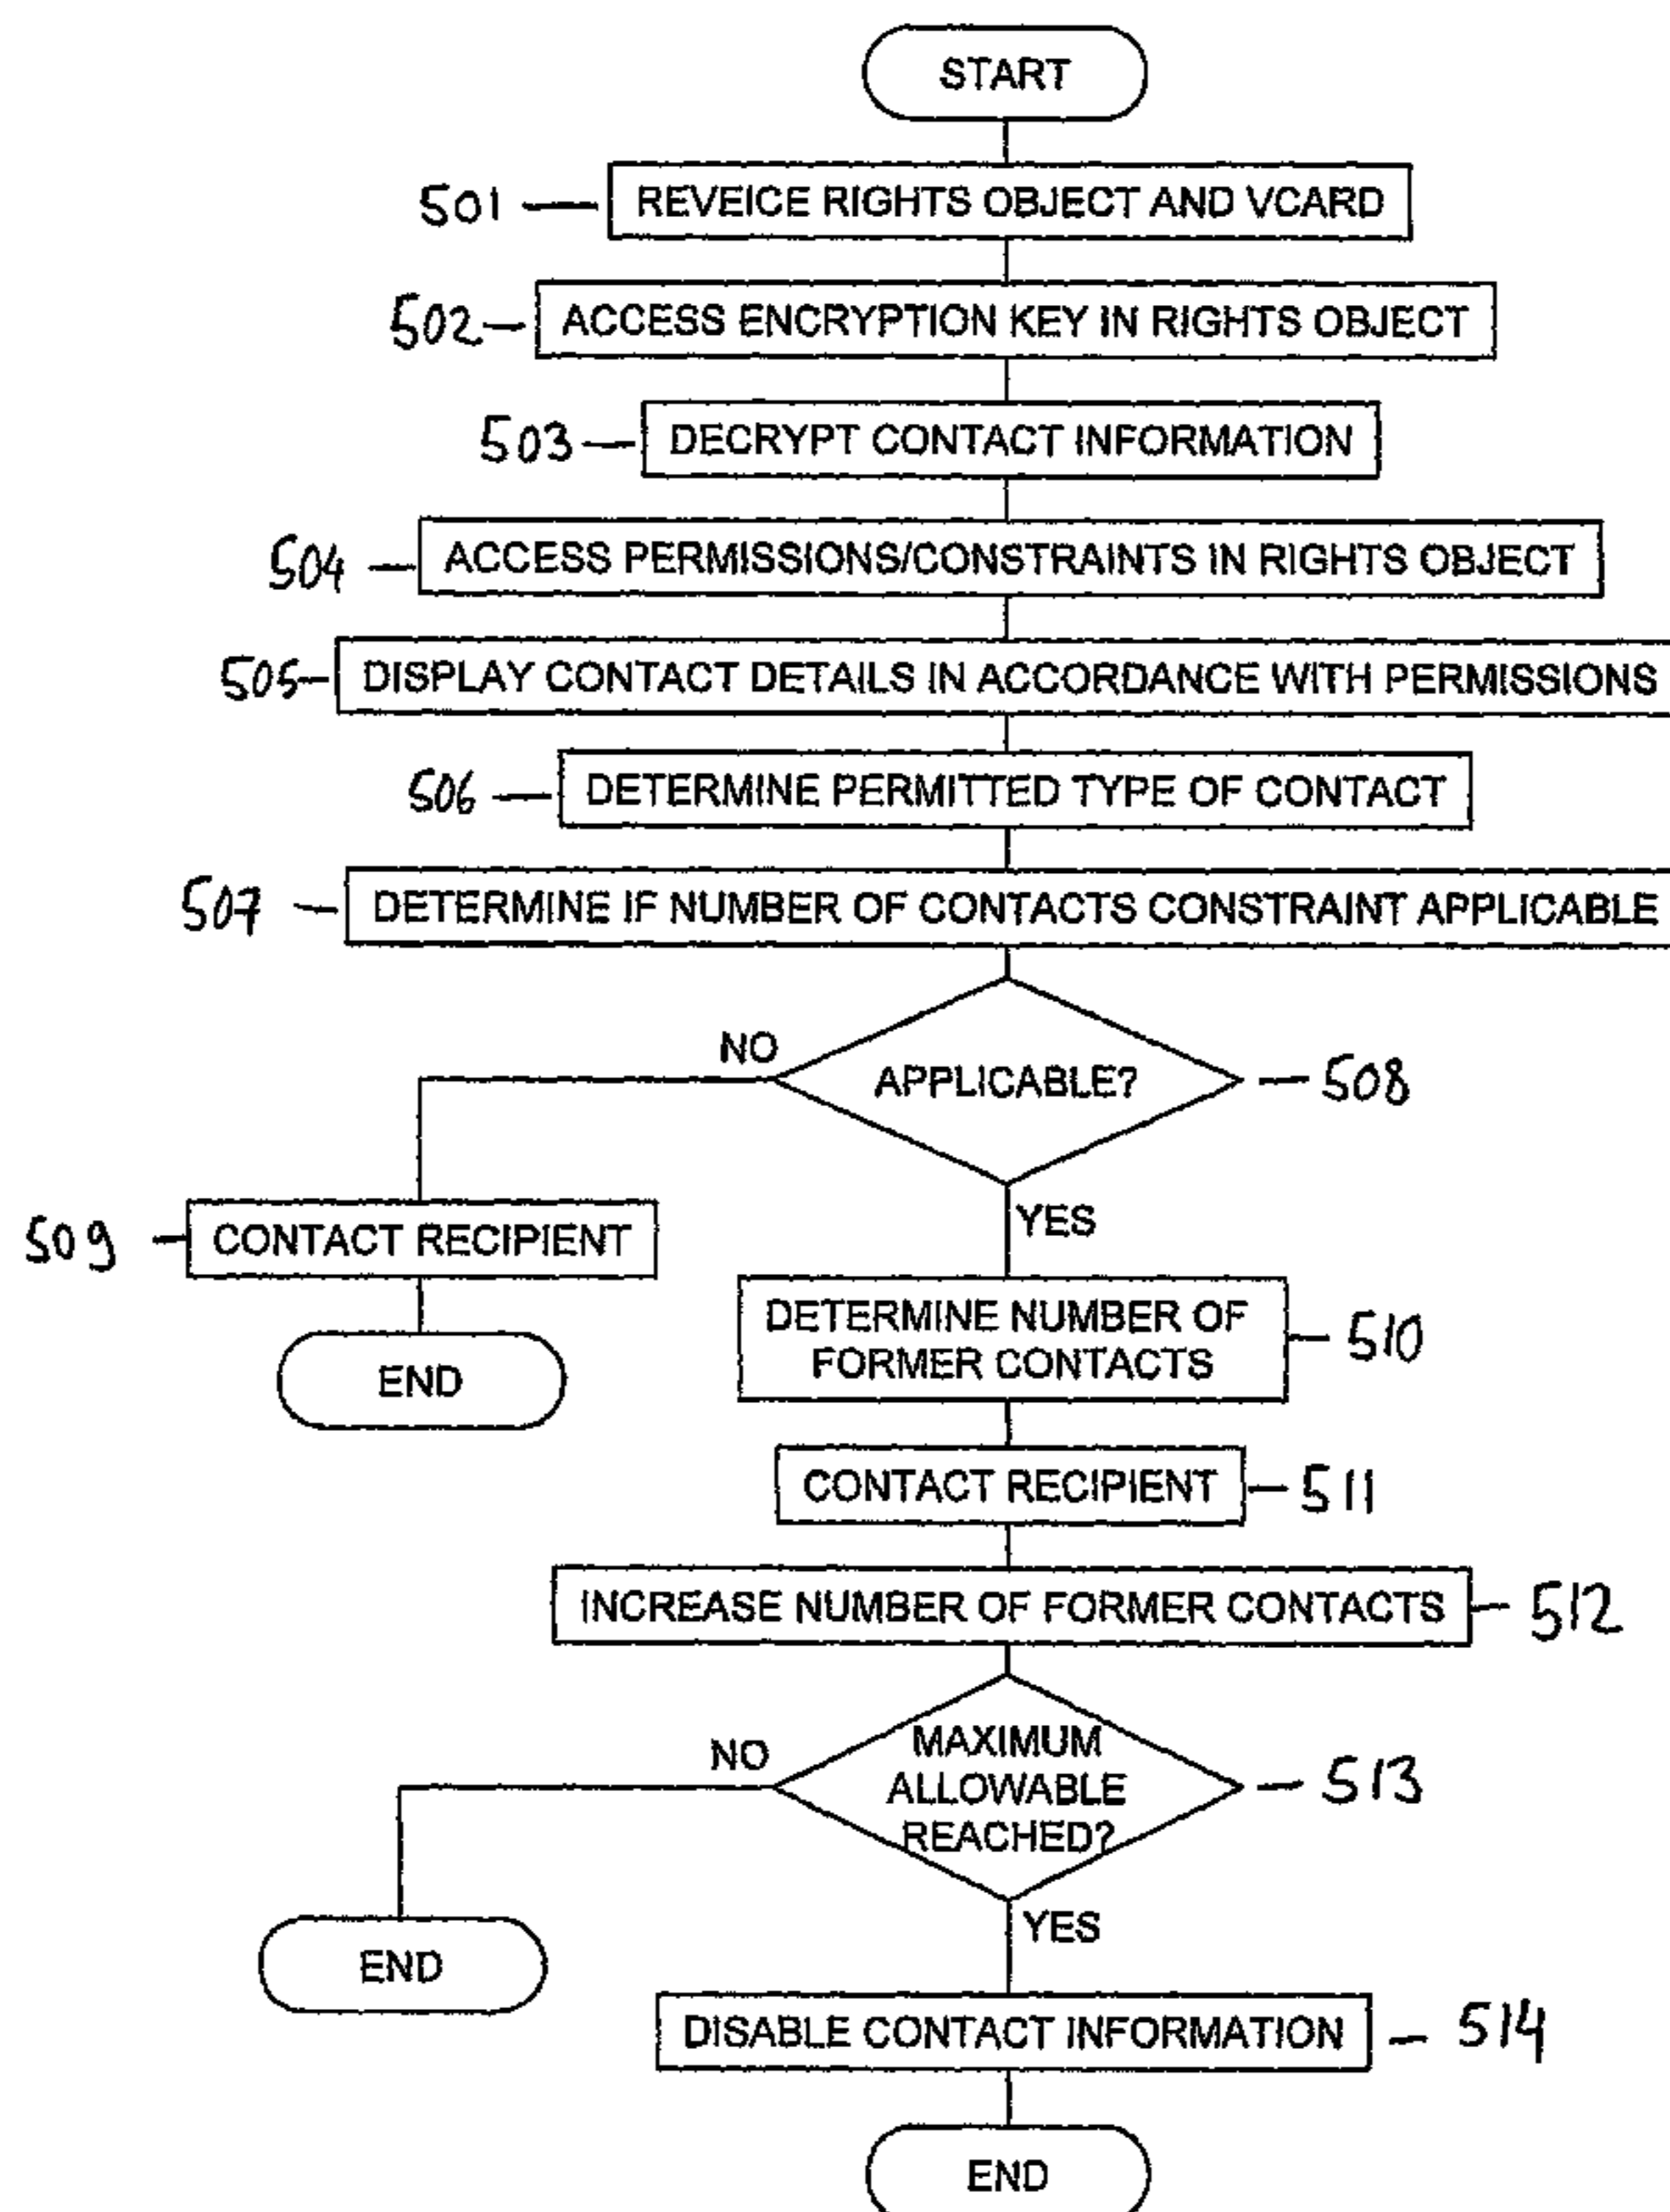 START
501 REVEICE RIGHTS OBJECT AND VCARD
502 ACCESS ENCRYPTION KEY IN RIGHTS OBJECT
503 DECRYPT CONTACT INFORMATION
504 ACCESS PERMISSIONS/CONSTRAINTS IN RIGHTS OBJECT
505 DISPLAY CONTACT DETAILS IN ACCORDANCE WITH PERMISSIONS
506 DETERMINE PERMITTED TYPE OF CONTACT
507 DETERMINE IF NUMBER OF CONTACTS CONSTRAINT APPLICABLE
NO
APPLICABLE? 508
YES
509 CONTACT RECIPIENT
END
DETERMINE NUMBER OF
FORMER CONTACTS
510
CONTACT RECIPIENT 511
INCREASE NUMBER OF FORMER CONTACTS 512
NO
MAXIMUM
ALLOWABLE
REACHED?
513
YES
END
DISABLE CONTACT INFORMATION 514
END